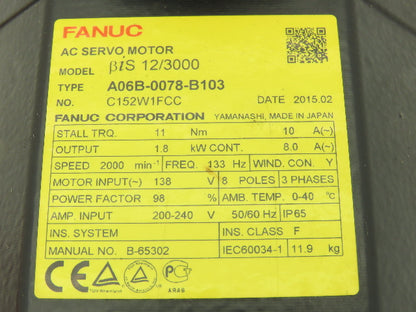 FANUC
AC SERVO MOTOR
MODEL βiS 12/3000
TYPE A06B-0078-B103
NO. C152W1FCC DATE 2015.02
FANUC CORPORATION YAMANASHI, MADE IN JAPAN
STALL TRQ. 11 Nm 10 A(~)
OUTPUT 1.8 kW CONT. 8.0 A(~)
SPEED 2000 min⁻¹ FREQ. 133 Hz WIND. CON. Y
MOTOR INPUT(~) 138 V 8 POLES 3 PHASES
POWER FACTOR 98 % AMB. TEMP. 0-40 ℃
AMP. INPUT 200-240 V 50/60 Hz IP65
INS. SYSTEM INS. CLASS F
MANUAL NO. B-65302 IEC60034-1 11.9 kg
CE